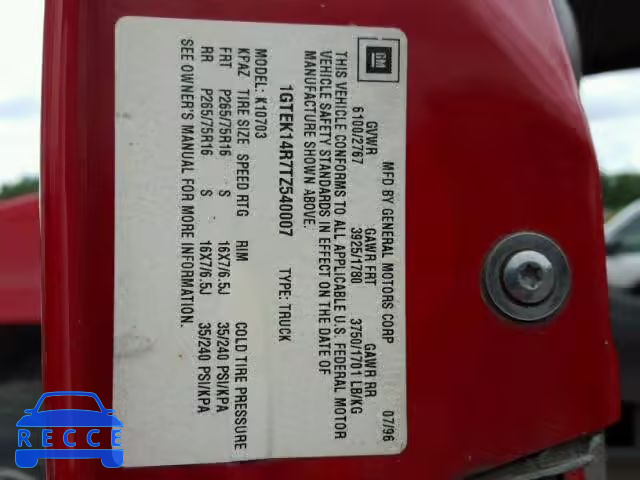 GM
MFD BY GENERAL MOTORS CORP 07/96
GVWR GAWR FRT GAWR RR
6100/2767 3925/1780 3750/1701 LB/KG
THIS VEHICLE CONFORMS TO ALL APPLICABLE U.S. FEDERAL MOTOR
VEHICLE SAFETY STANDARDS IN EFFECT ON THE DATE OF
MANUFACTURE SHOWN ABOVE.
1GTEK14R7TZ540007 TYPE: TRUCK
MODEL: K10703
KPAZ TIRE SIZE SPEED RTG RIM COLD TIRE PRESSURE
FRT P265/75R16 S 16X7/6.5J 35/240 PSI/KPA
RR P265/75R16 S 16X7/6.5J 35/240 PSI/KPA
SEE OWNER'S MANUAL FOR MORE INFORMATION.
RECCE